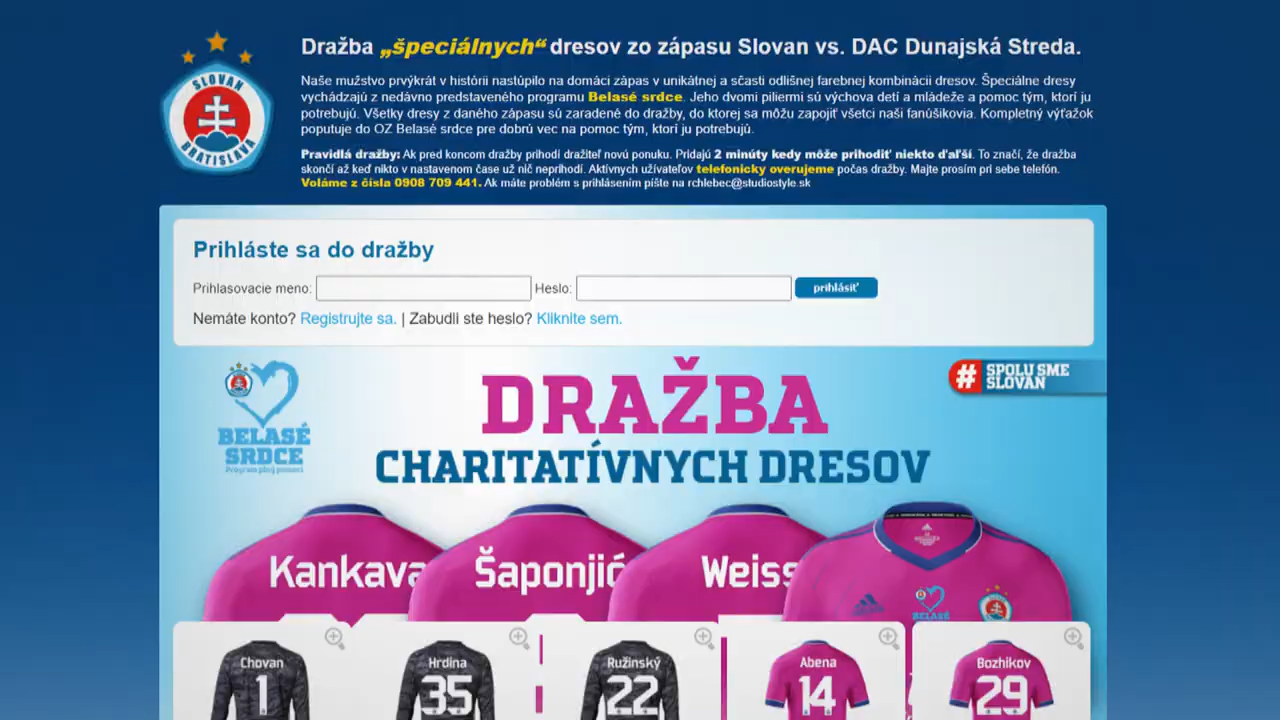 SLOVAN
BRATISLAVA
Dražba „špeciálnych“ dresov zo zápasu Slovan vs. DAC Dunajská Streda.
Naše mužstvo prvýkrát v histórii nastúpilo na domáci zápas v unikátnej a sčasti odlišnej farebnej kombinácii dresov. Špeciálne dresy
vychádzajú z nedávno predstaveného programu Belasé srdce. Jeho dvomi piliermi sú výchova detí a mládeže a pomoc tým, ktorí ju
potrebujú. Všetky dresy z daného zápasu sú zaradené do dražby, do ktorej sa môžu zapojiť všetci naši fanúšikovia. Kompletný výťažok
poputuje do OZ Belasé srdce pre dobrú vec na pomoc tým, ktorí ju potrebujú.
Pravidlá dražby: Ak pred koncom dražby prihodí dražiteľ novú ponuku. Pridajú 2 minúty kedy môže prihodiť niekto ďaľší. To značí, že dražba
skončí až keď nikto v nastavenom čase už nič neprihodí. Aktívnych užívateľov telefonicky overujeme počas dražby. Majte prosím pri sebe telefón.
Voláme z čísla 0908 709 441. Ak máte problém s prihlásením píšte na rchlebec@studiostyle.sk
Prihláste sa do dražby
Prihlasovacie meno:
Heslo:
prihlásiť
Nemáte konto? Registrujte sa. | Zabudli ste heslo? Kliknite sem.
BELASÉ
SRDCE
Program plný pomoci
DRAŽBA
CHARITATÍVNYCH DRESOV
# SPOLU SME
SLOVAN
Kankava
Šaponjić
Weiss
adidas
BELASÉ
Chovan
1
Hrdina
35
Ružinský
22
Abena
14
Bozhikov
29